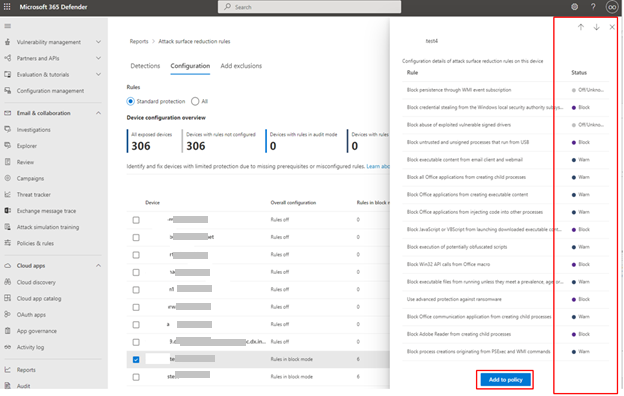 Microsoft 365 Defender
Search
Vulnerability management
Partners and APIs
Evaluation & tutorials
Configuration management
Email & collaboration
Investigations
Explorer
Review
Campaigns
Threat tracker
Exchange message trace
Attack simulation training
Policies & rules
Cloud apps
Cloud discovery
Cloud app catalog
OAuth apps
App governance
Activity log
Reports
Audit
Reports > Attack surface reduction rules
Detections Configuration Add exclusions
Rules
Standard protection All
Device configuration overview
All exposed devices Devices with rules not configured Devices with rules in audit mode Devices with rules
306 306 0 0
Identify and fix devices with limited protection due to missing prerequisites or misconfigured rules. Learn abou
Device Overall configuration Rules in block m
Rules off 0
et Rules off 0
Rules off 0
sa Rules off 0
Rules off 0
Rules off 0
a Rules off 0
Rules off 0
te Rules in block mode 6
ste Rules in block mode 6
test4
Configuration details of attack surface reduction rules on this device
Rule Status
Block persistence through WMI event subscription Off/Unkno...
Block credential stealing from the Windows local security authority subsys... Block
Block abuse of exploited vulnerable signed drivers Off/Unkno...
Block untrusted and unsigned processes that run from USB Block
Block executable content from email client and webmail Warn
Block all Office applications from creating child processes Warn
Block Office applications from creating executable content Warn
Block Office applications from injecting code into other processes Warn
Block JavaScript or VBScript from launching downloaded executable cont... Block
Block execution of potentially obfuscated scripts Warn
Block Win32 API calls from Office macro Block
Block executable files from running unless they meet a prevalence, age, or... Warn
Use advanced protection against ransomware Block
Block Office communication application from creating child processes Warn
Block Adobe Reader from creating child processes Block
Block process creations originating from PSExec and WMI commands Warn
Add to policy